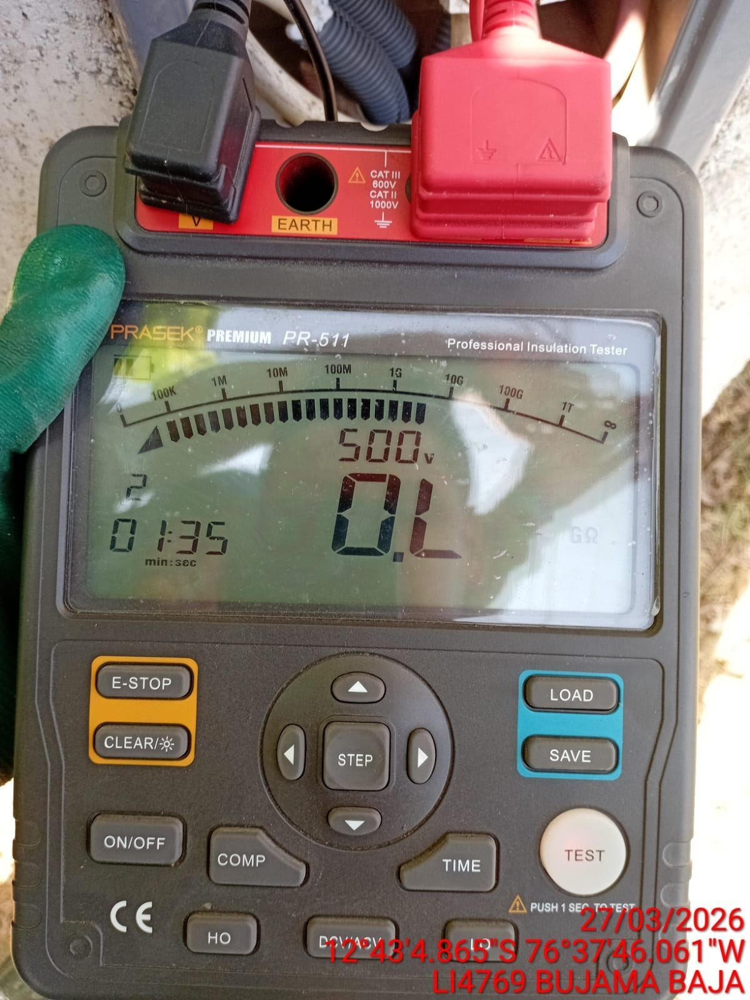 V
EARTH
CAT III
600V
CAT II
1000V
PRASEK® PREMIUM PR-511
Professional Insulation Tester
0 100K 1M 10M 100M 1G 10G 100G 1T ∞
500v
2
0.L
01:35
GΩ
min:sec
E-STOP
LOAD
CLEAR/
STEP
SAVE
ON/OFF
COMP
TIME
TEST
PUSH 1 SEC. TO TEST
CE
HO
DCV/ACV
27/03/2026
12°43'4.865"S 76°37'46.061"W
LI4769 BUJAMA BAJA